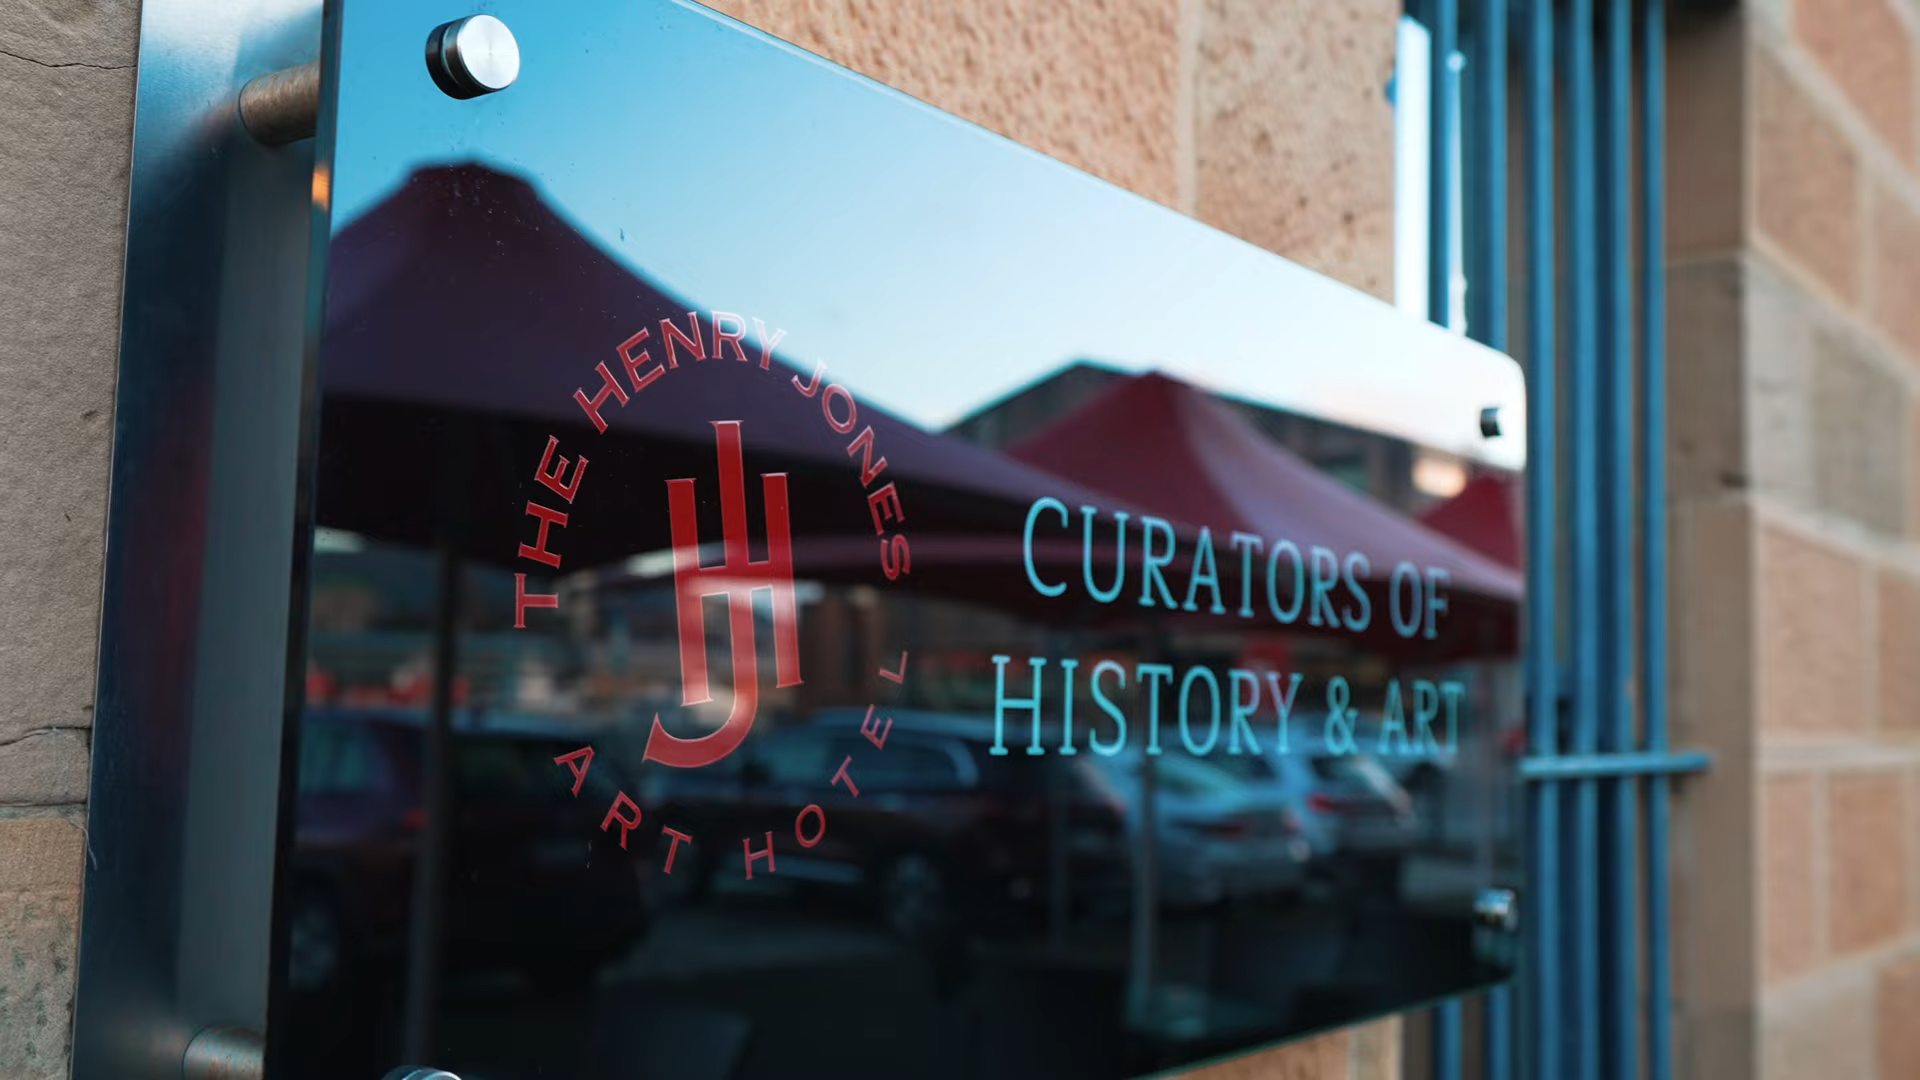 THE HENRY JONES
ART HOTEL
HJ
CURATORS OF
HISTORY & ART